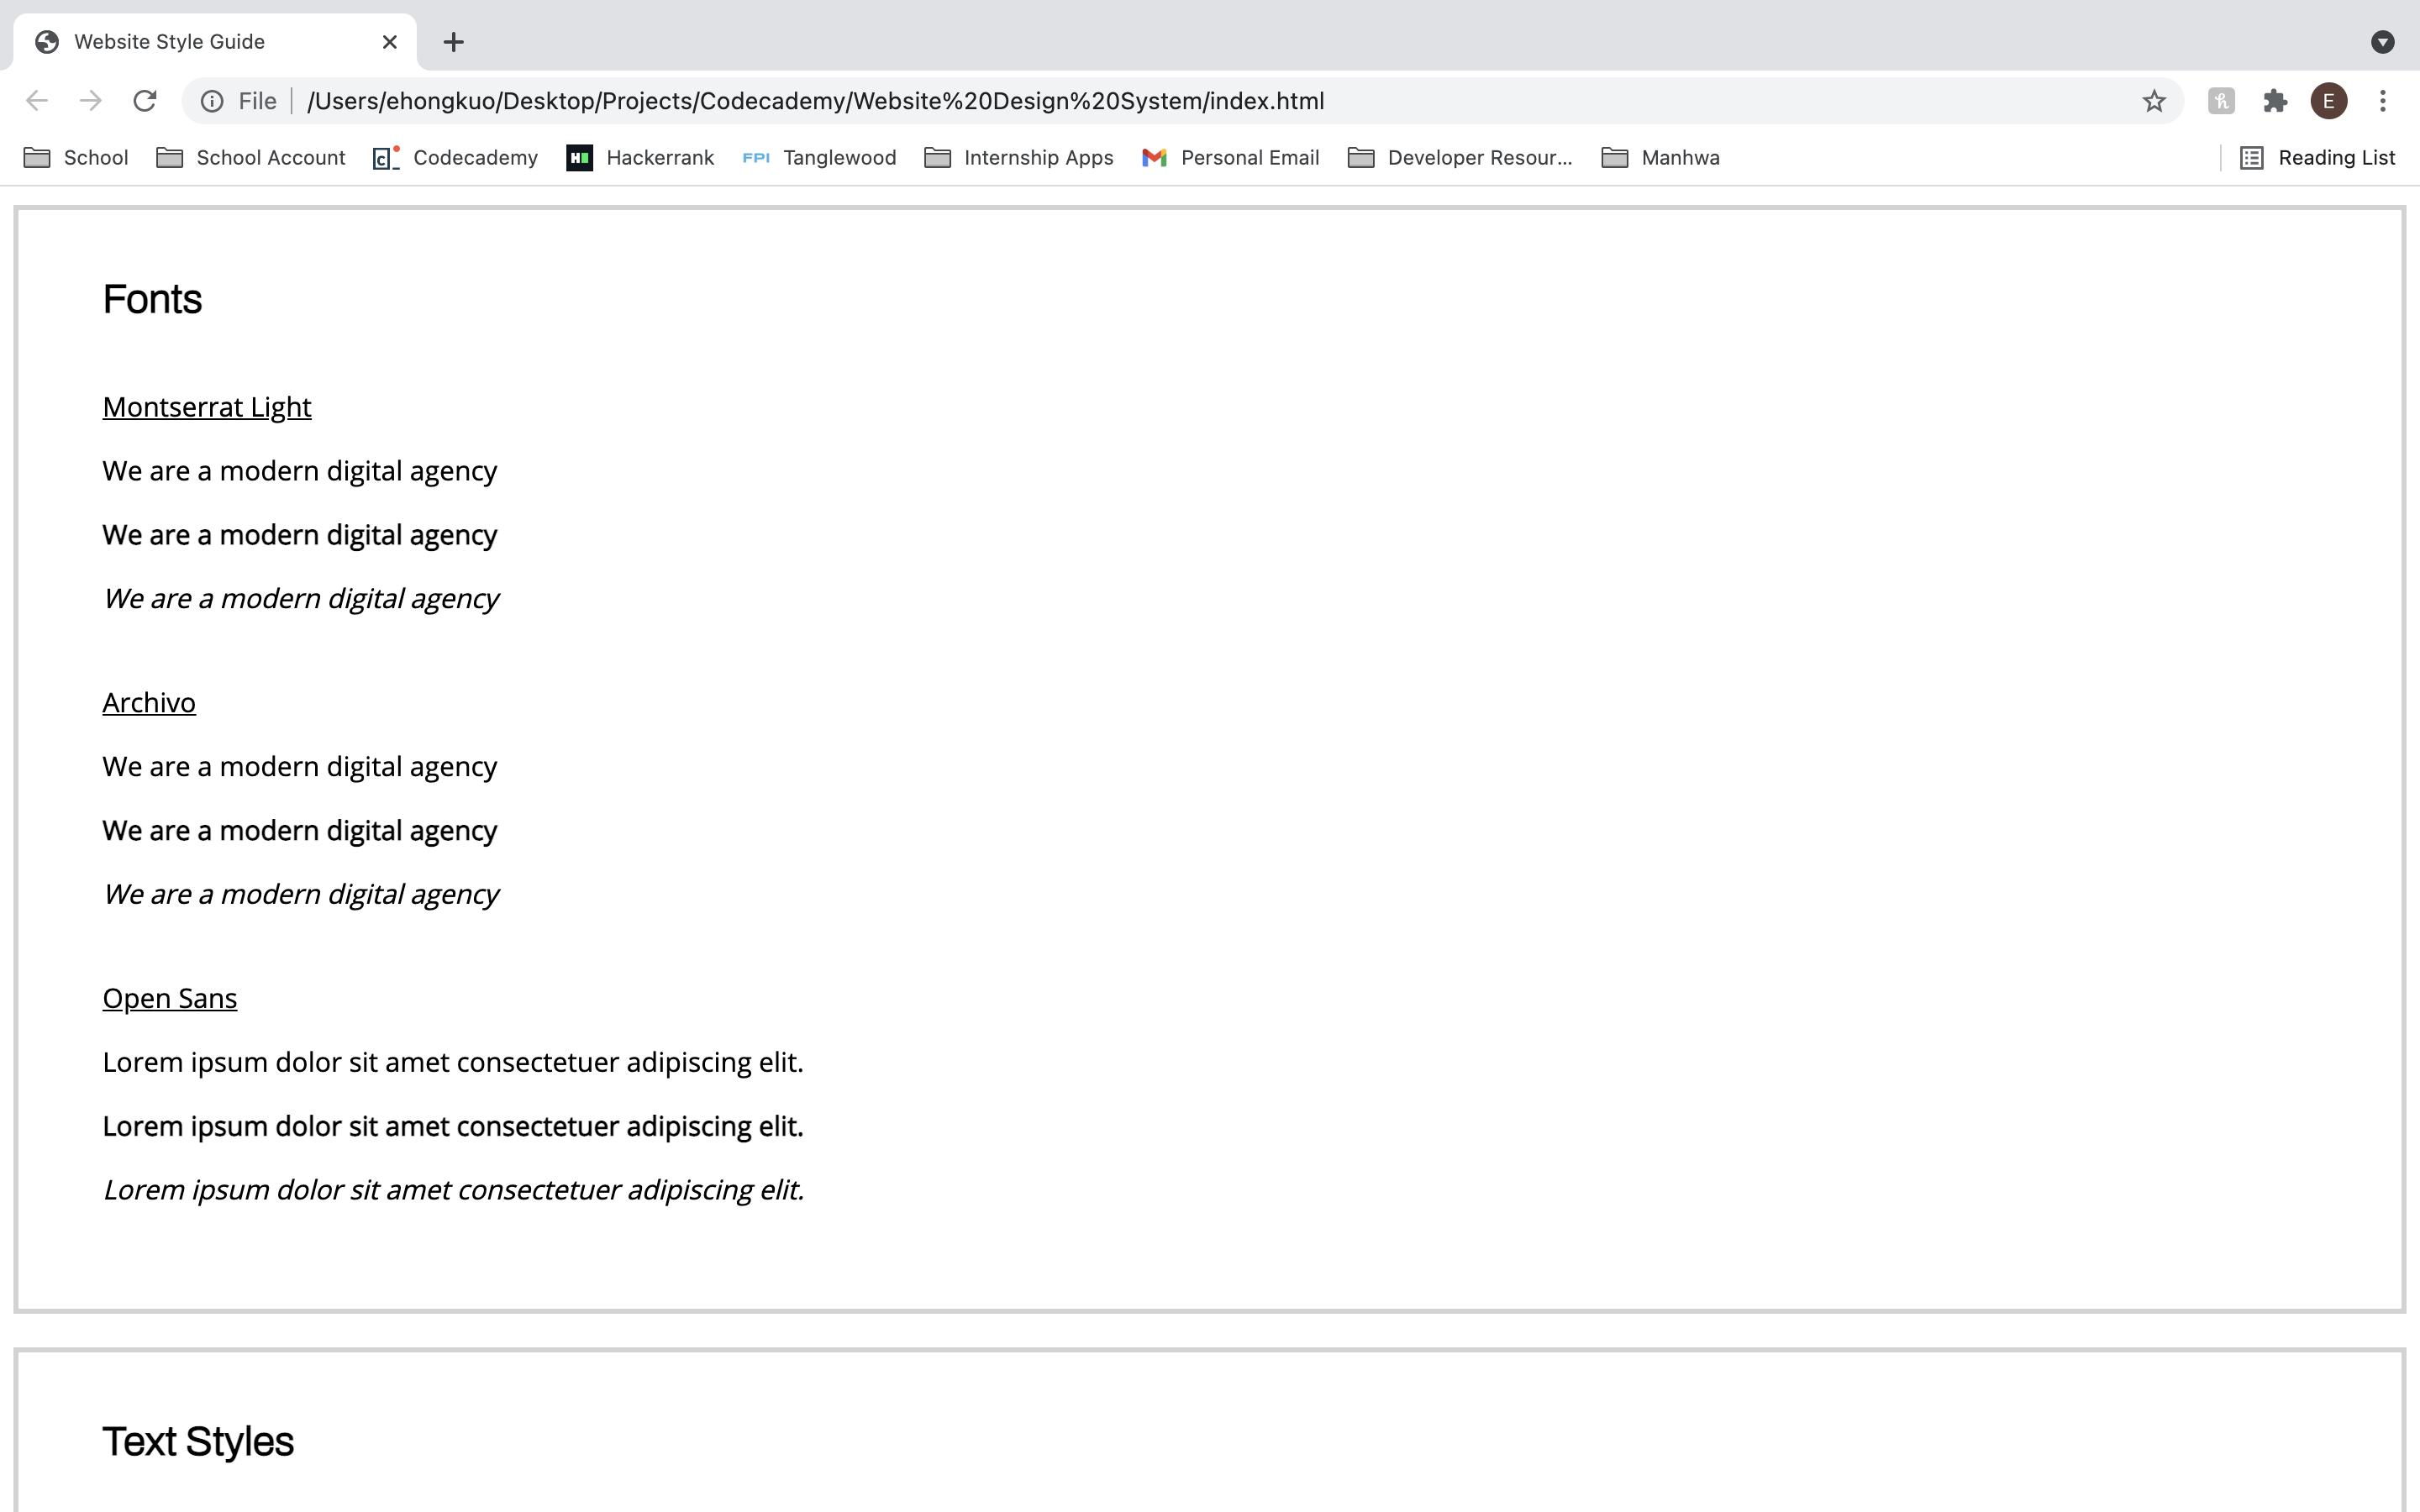 Website Style Guide
File /Users/ehongkuo/Desktop/Projects/Codecademy/Website%20Design%20System/index.html E
School School Account c_ Codecademy H Hackerrank FPI Tanglewood Internship Apps Personal Email Developer Resour... Manhwa Reading List
Fonts
Montserrat Light
We are a modern digital agency
We are a modern digital agency
We are a modern digital agency
Archivo
We are a modern digital agency
We are a modern digital agency
We are a modern digital agency
Open Sans
Lorem ipsum dolor sit amet consectetuer adipiscing elit.
Lorem ipsum dolor sit amet consectetuer adipiscing elit.
Lorem ipsum dolor sit amet consectetuer adipiscing elit.
Text Styles